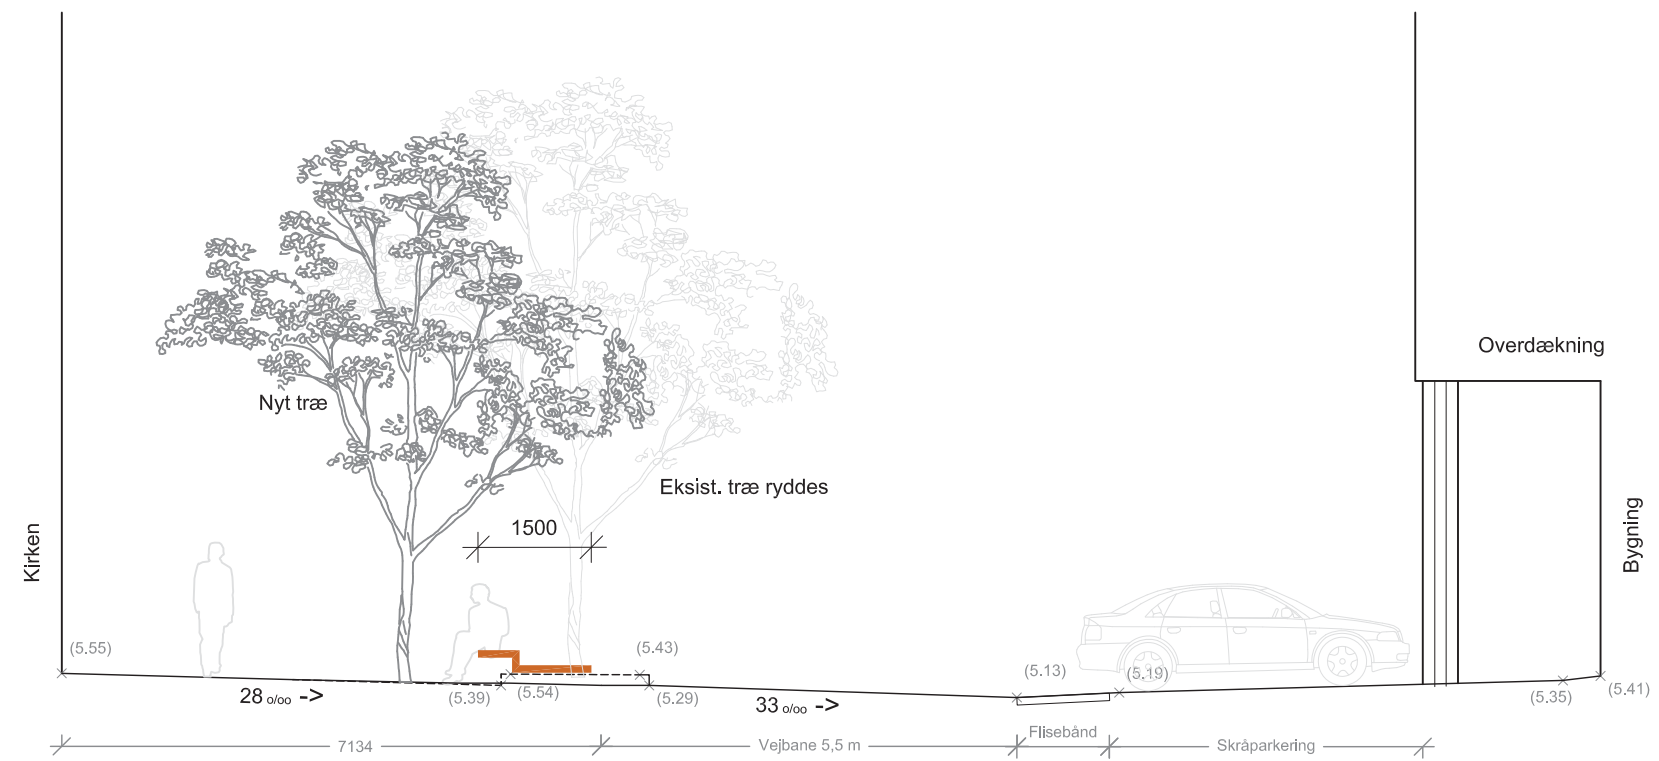 Overdækning
Nyt træ
Eksist. træ ryddes
1500
Kirken
Bygning
(5.55)
(5.43)
(5.13)
(5.19)
(5.39)
(5.54)
(5.29)
(5.35)
(5.41)
28 o/oo ->
33 o/oo ->
Flisebånd
7134
Vejbane 5,5 m
Skråparkering